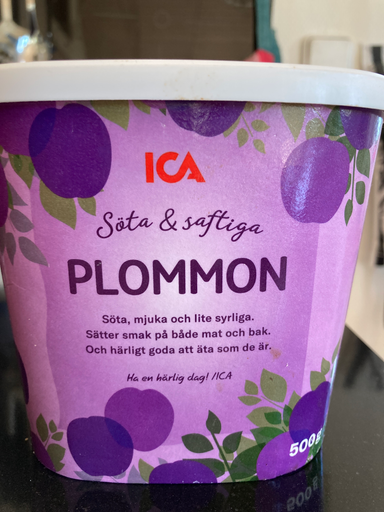 ICA
Söta & saftiga
PLOMMON
Söta, mjuka och lite syrliga.
Sätter smak på både mat och bak.
Och härligt goda att äta som de är.
Ha en härlig dag! /ICA
500g